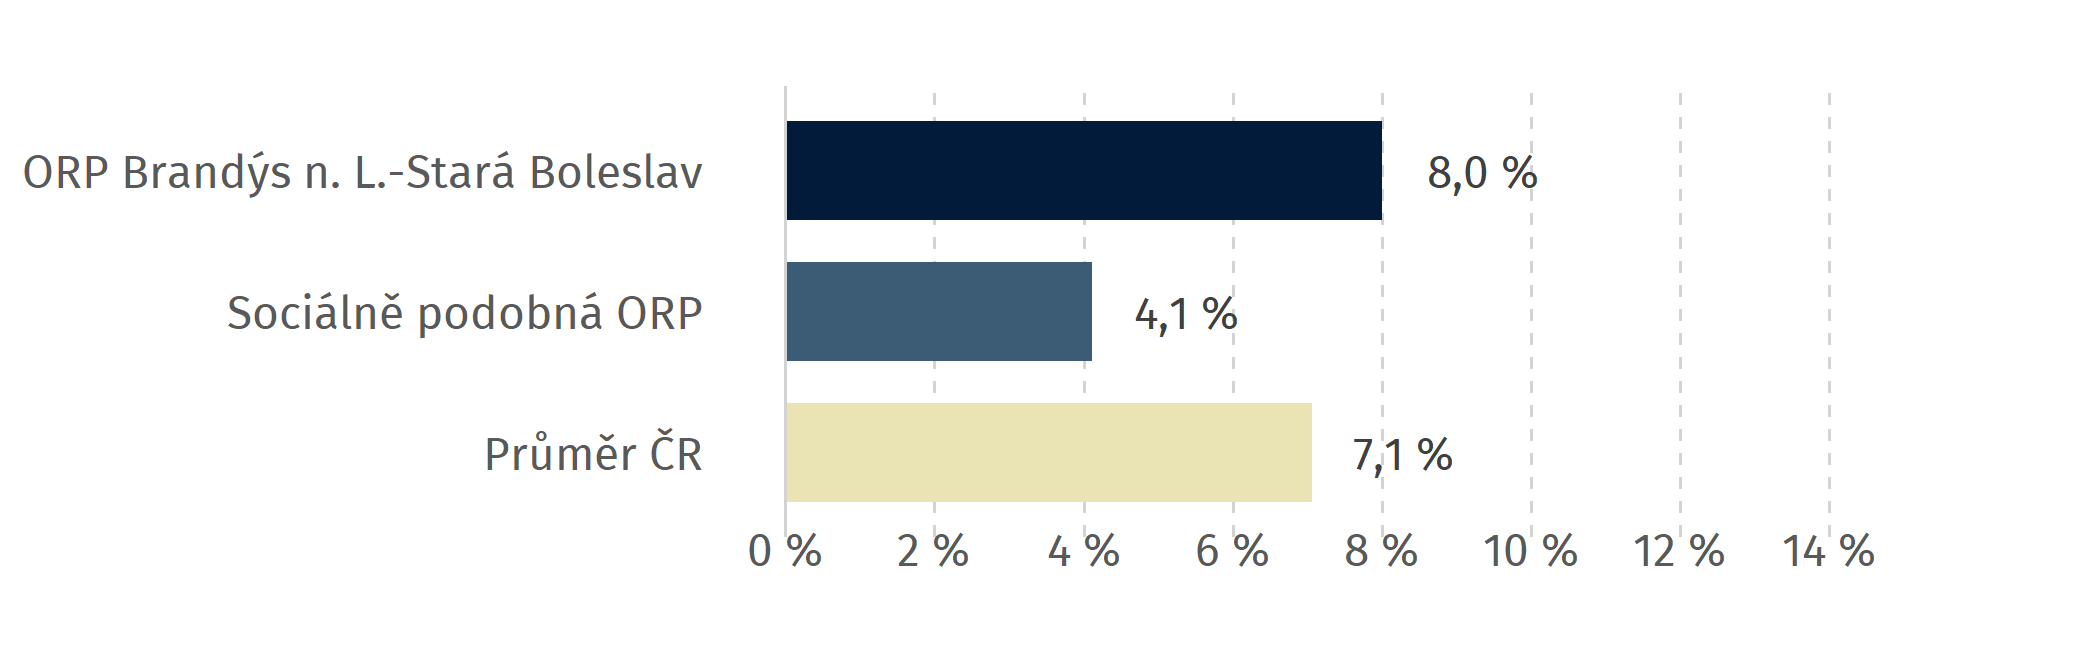 ORP Brandýs n. L.-Stará Boleslav 8,0 %
Sociálně podobná ORP 4,1 %
Průměr ČR 7,1 %
0 % 2 % 4 % 6 % 8 % 10 % 12 % 14 %